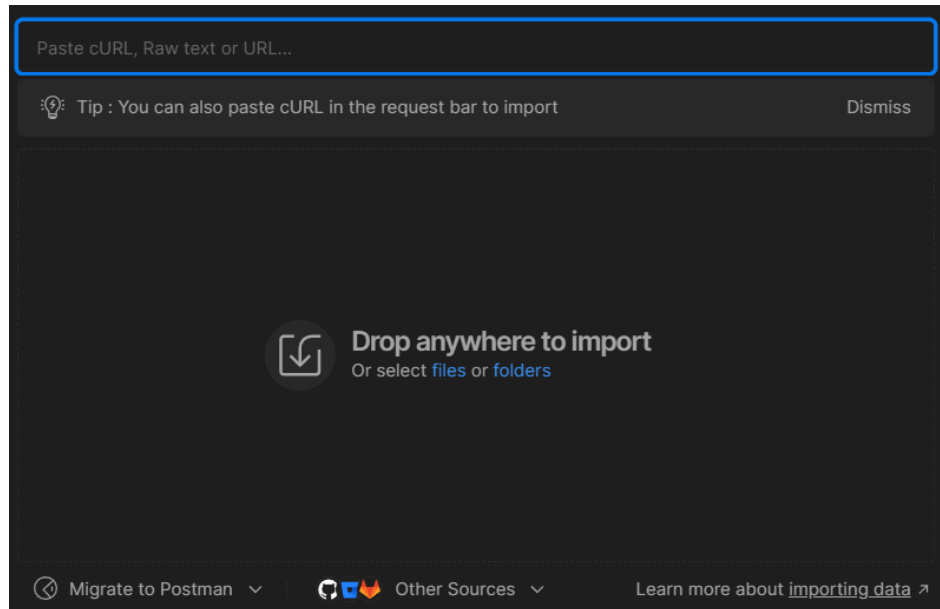 Paste cURL, Raw text or URL...
Tip : You can also paste cURL in the request bar to import Dismiss
Drop anywhere to import
Or select files or folders
Migrate to Postman Other Sources Learn more about importing data